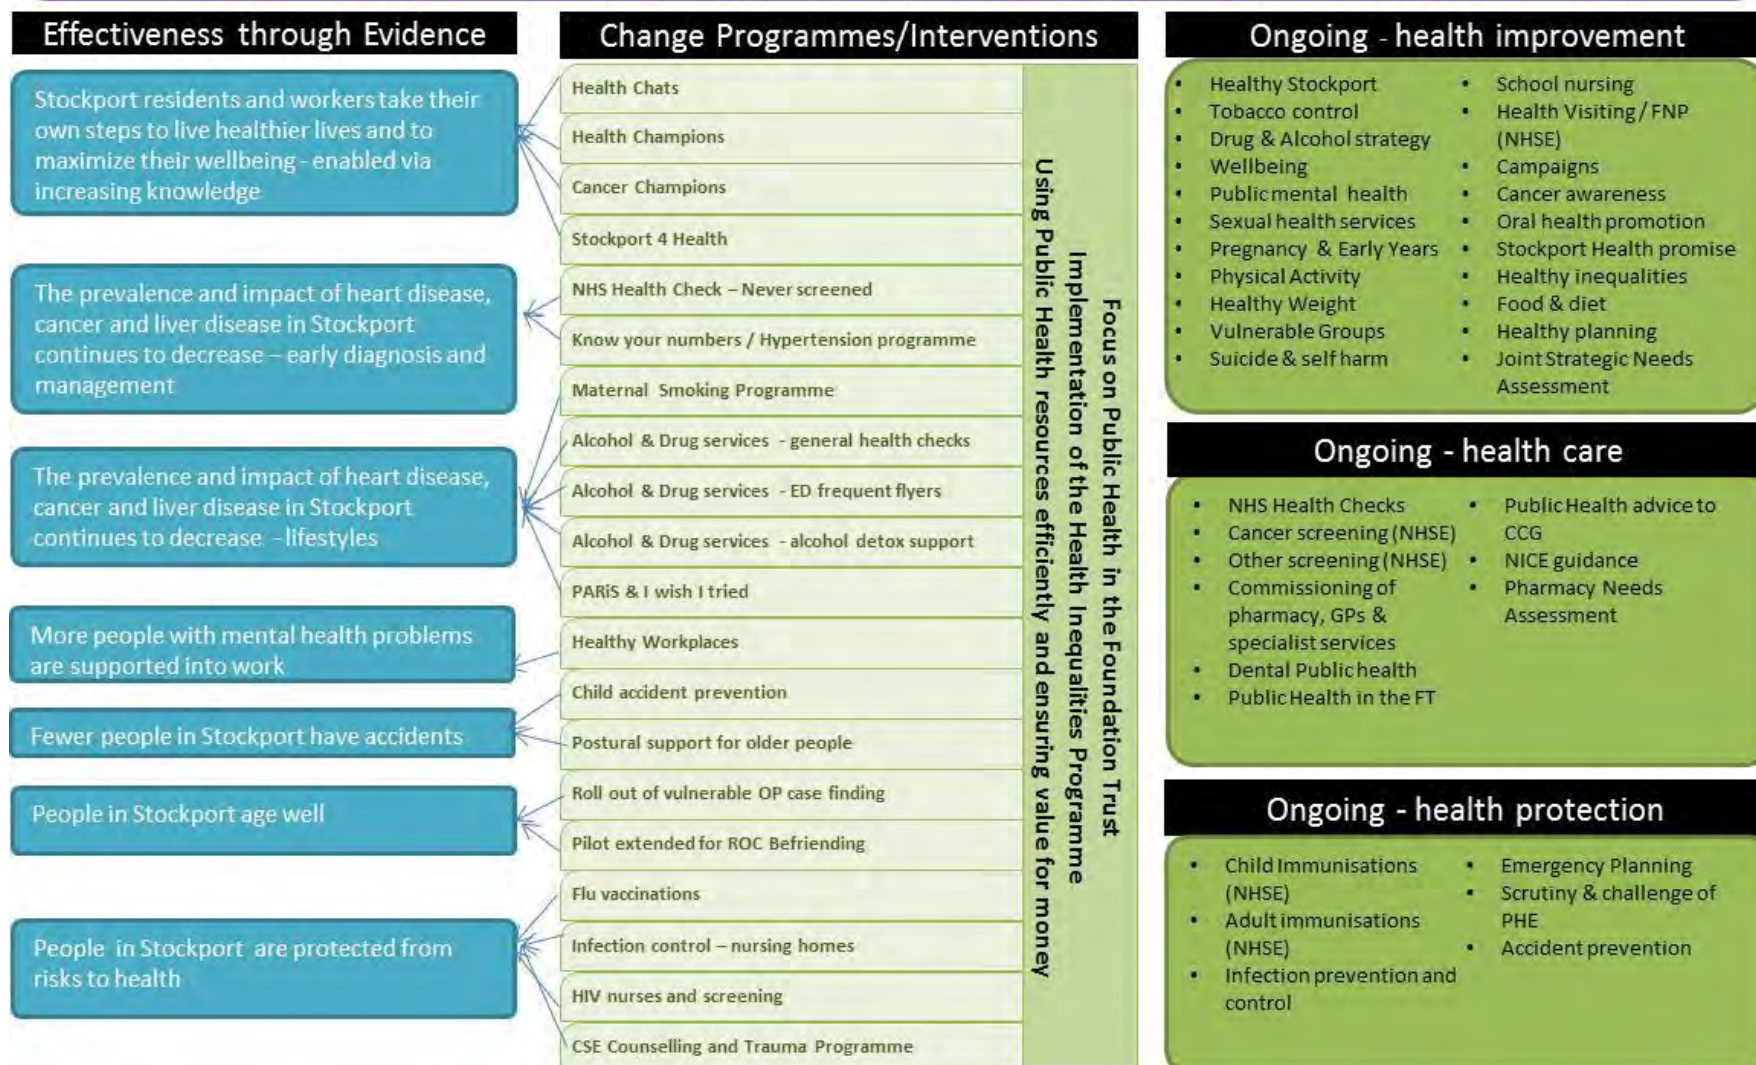 Effectiveness through Evidence
Stockport residents and workers take their
own steps to live healthier lives and to
maximize their wellbeing - enabled via
increasing knowledge
The prevalence and impact of heart disease,
cancer and liver disease in Stockport
continues to decrease – early diagnosis and
management
The prevalence and impact of heart disease,
cancer and liver disease in Stockport
continues to decrease - lifestyles
More people with mental health problems
are supported into work
Fewer people in Stockport have accidents
People in Stockport age well
People in Stockport are protected from
risks to health
Change Programmes/Interventions
Health Chats
Health Champions
Cancer Champions
Stockport 4 Health
NHS Health Check – Never screened
Know your numbers / Hypertension programme
Maternal Smoking Programme
Alcohol & Drug services - general health checks
Alcohol & Drug services - ED frequent flyers
Alcohol & Drug services - alcohol detox support
PARiS & I wish I tried
Healthy Workplaces
Child accident prevention
Postural support for older people
Roll out of vulnerable OP case finding
Pilot extended for ROC Befriending
Flu vaccinations
Infection control – nursing homes
HIV nurses and screening
CSE Counselling and Trauma Programme
Focus on Public Health in the Foundation Trust
Implementation of the Health Inequalities Programme
Using Public Health resources efficiently and ensuring value for money
Ongoing - health improvement
• Healthy Stockport
• Tobacco control
• Drug & Alcohol strategy
• Wellbeing
• Public mental health
• Sexual health services
• Pregnancy & Early Years
• Physical Activity
• Healthy Weight
• Vulnerable Groups
• Suicide & self harm
• School nursing
• Health Visiting / FNP
(NHSE)
• Campaigns
• Cancer awareness
• Oral health promotion
• Stockport Health promise
• Healthy inequalities
• Food & diet
• Healthy planning
• Joint Strategic Needs
Assessment
Ongoing - health care
• NHS Health Checks
• Cancer screening (NHSE)
• Other screening (NHSE)
• Commissioning of
pharmacy, GPs &
specialist services
• Dental Public health
• Public Health in the FT
• Public Health advice to
CCG
• NICE guidance
• Pharmacy Needs
Assessment
Ongoing - health protection
• Child Immunisations
(NHSE)
• Adult immunisations
(NHSE)
• Infection prevention and
control
• Emergency Planning
• Scrutiny & challenge of
PHE
• Accident prevention